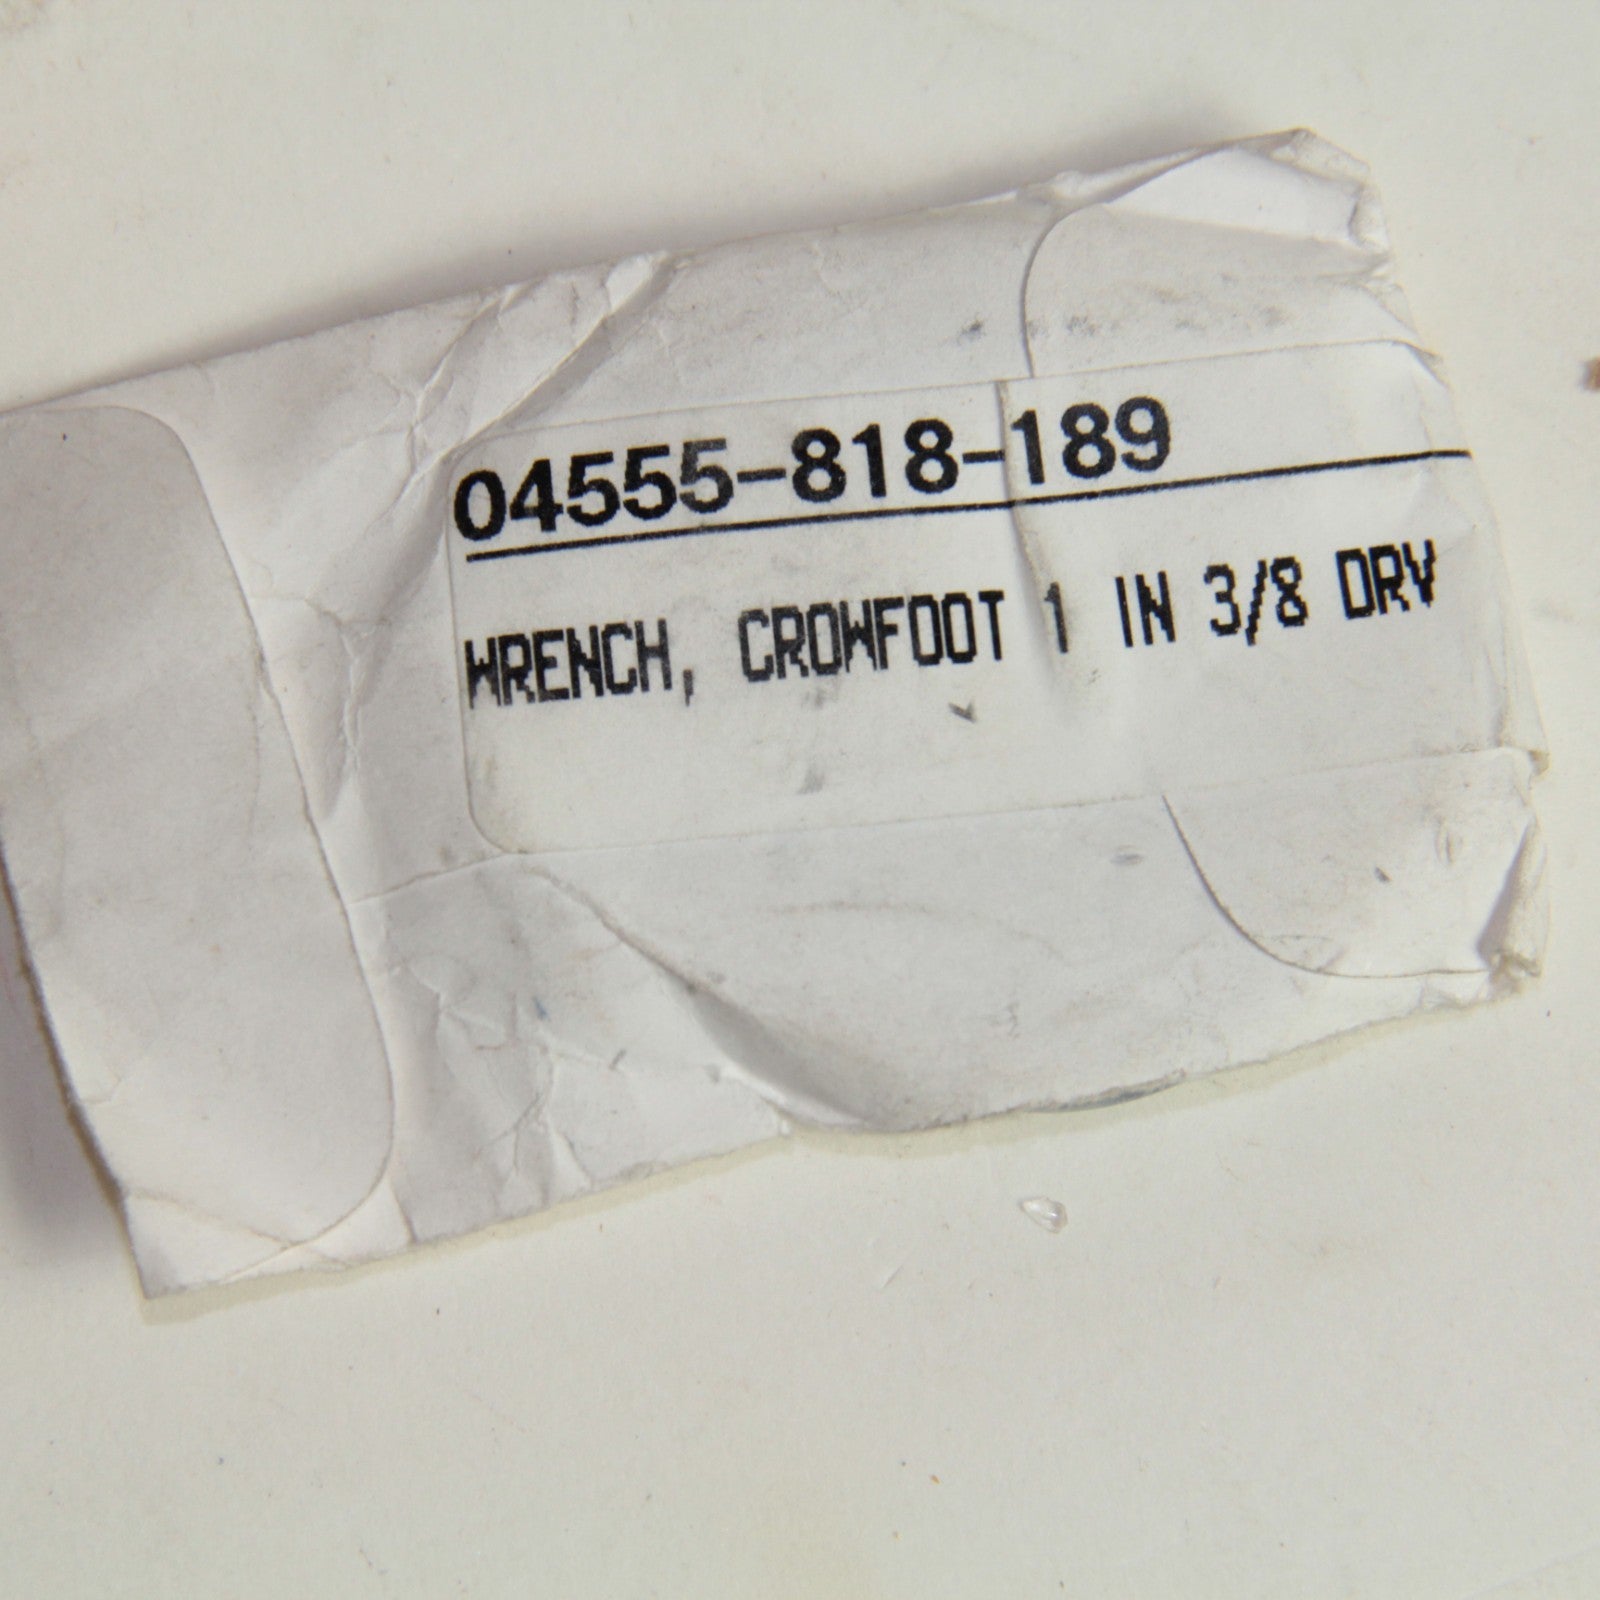 04555-818-189
WRENCH, CROWFOOT 1 IN 3/8 DRV